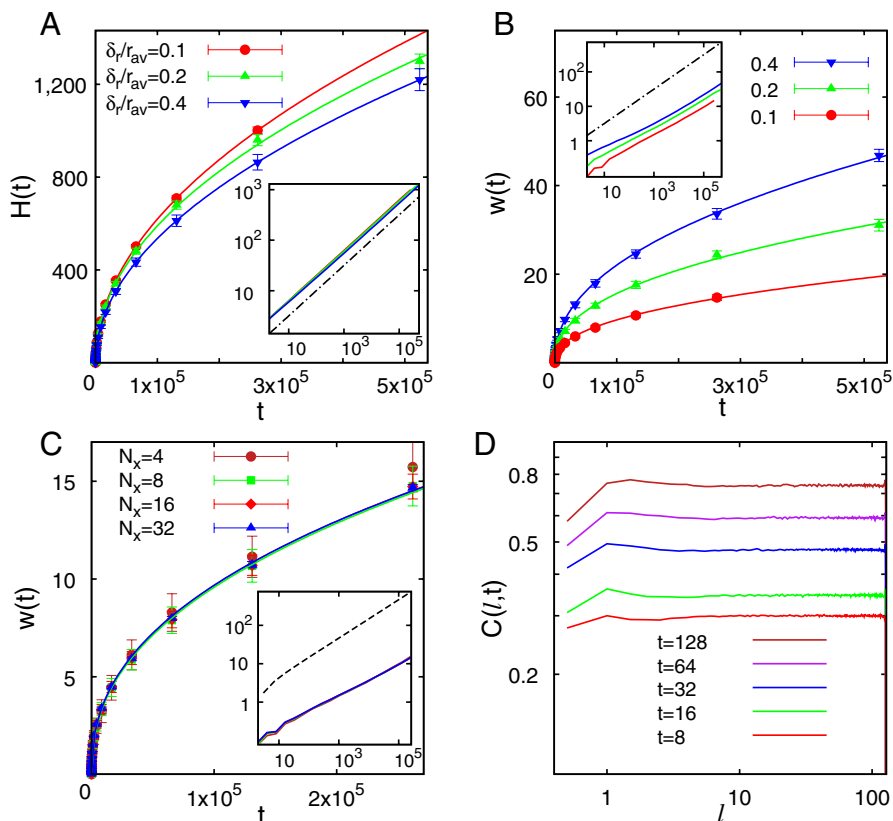 A
H(t)
1,200
800
400
0
1x10⁵
3x10⁵
5x10⁵
t
δᵣ/rₐᵥ=0.1
δᵣ/rₐᵥ=0.2
δᵣ/rₐᵥ=0.4
10³
10²
10
10
10³
10⁵
B
w(t)
60
40
20
0
1x10⁵
3x10⁵
5x10⁵
t
0.4
0.2
0.1
10²
10
1
10
10³
10⁵
C
w(t)
15
10
5
0
0
1x10⁵
2x10⁵
t
Nₓ=4
Nₓ=8
Nₓ=16
Nₓ=32
10²
10
1
10
10³
10⁵
D
C(l,t)
0.8
0.5
0.2
1
10
100
l
t=128
t=64
t=32
t=16
t=8